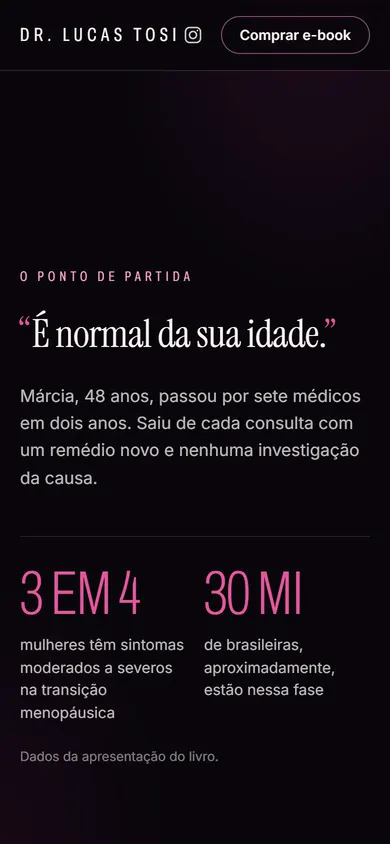 DR. LUCAS TOSI
Comprar e-book
O PONTO DE PARTIDA
“É normal da sua idade.”
Márcia, 48 anos, passou por sete médicos
em dois anos. Saiu de cada consulta com
um remédio novo e nenhuma investigação
da causa.
3 EM 4
mulheres têm sintomas
moderados a severos
na transição
menopáusica
30 MI
de brasileiras,
aproximadamente,
estão nessa fase
Dados da apresentação do livro.